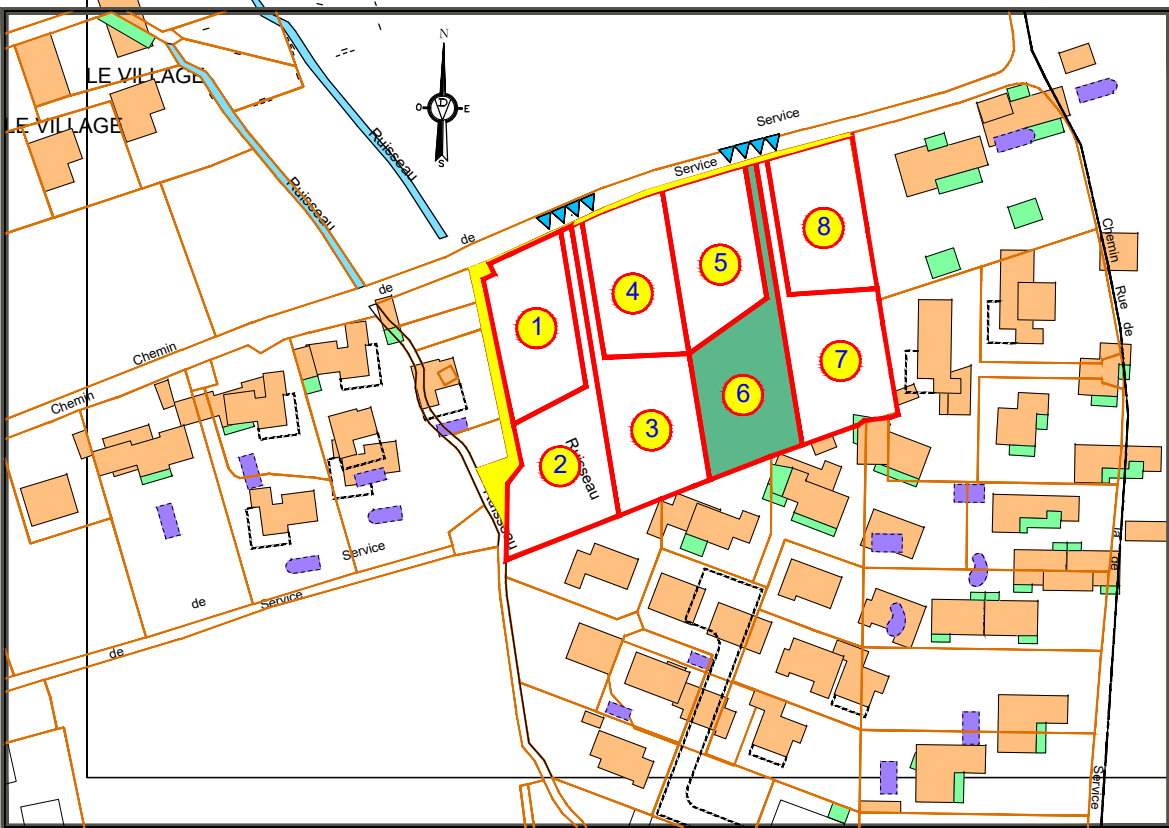 N
O
D
E
S
LE VILLAGE
LE VILLAGE
Ruisseau
Ruisseau
Service
Service
de
de
Chemin
Chemin
8
5
4
1
7
6
3
2
Ruisseau
Ruisseau
Service
de
Service
de
Chemin
Rue
de
la
de
Service